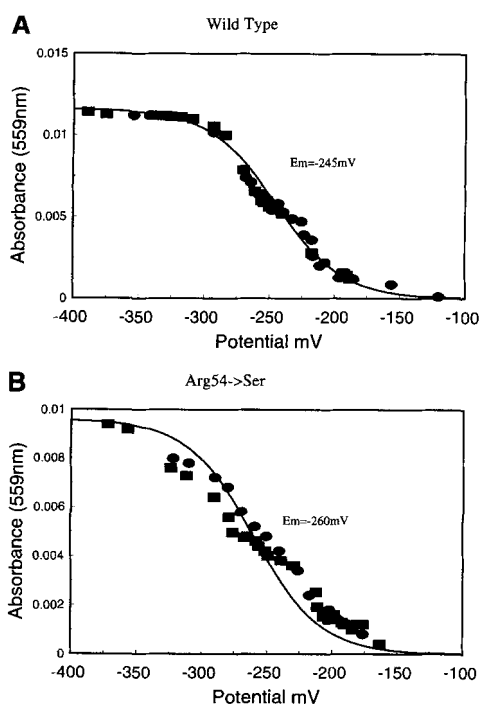 A
Wild Type
Absorbance (559nm)
0.015
0.01
0.005
0
Em=-245mV
-400 -350 -300 -250 -200 -150 -100
Potential mV
B
Arg54->Ser
Absorbance (559nm)
0.01
0.008
0.006
0.004
0.002
0
Em=-260mV
-400 -350 -300 -250 -200 -150 -100
Potential mV